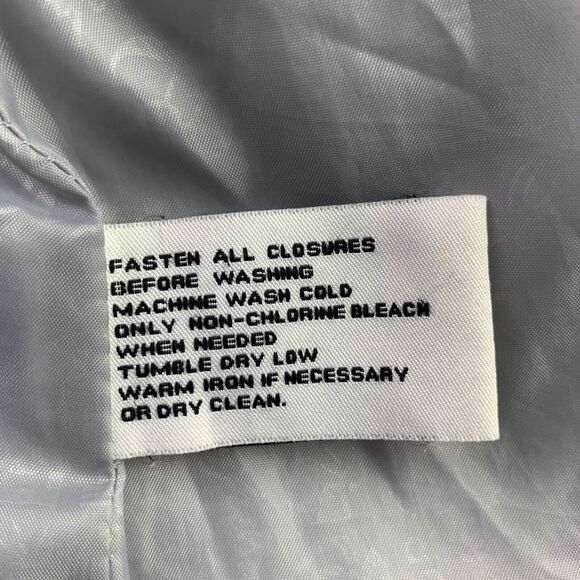 FASTEN ALL CLOSURES
BEFORE WASHING
MACHINE WASH COLD
ONLY NON-CHLORINE BLEACH
WHEN NEEDED
TUMBLE DRY LOW
WARM IRON IF NECESSARY
OR DRY CLEAN.